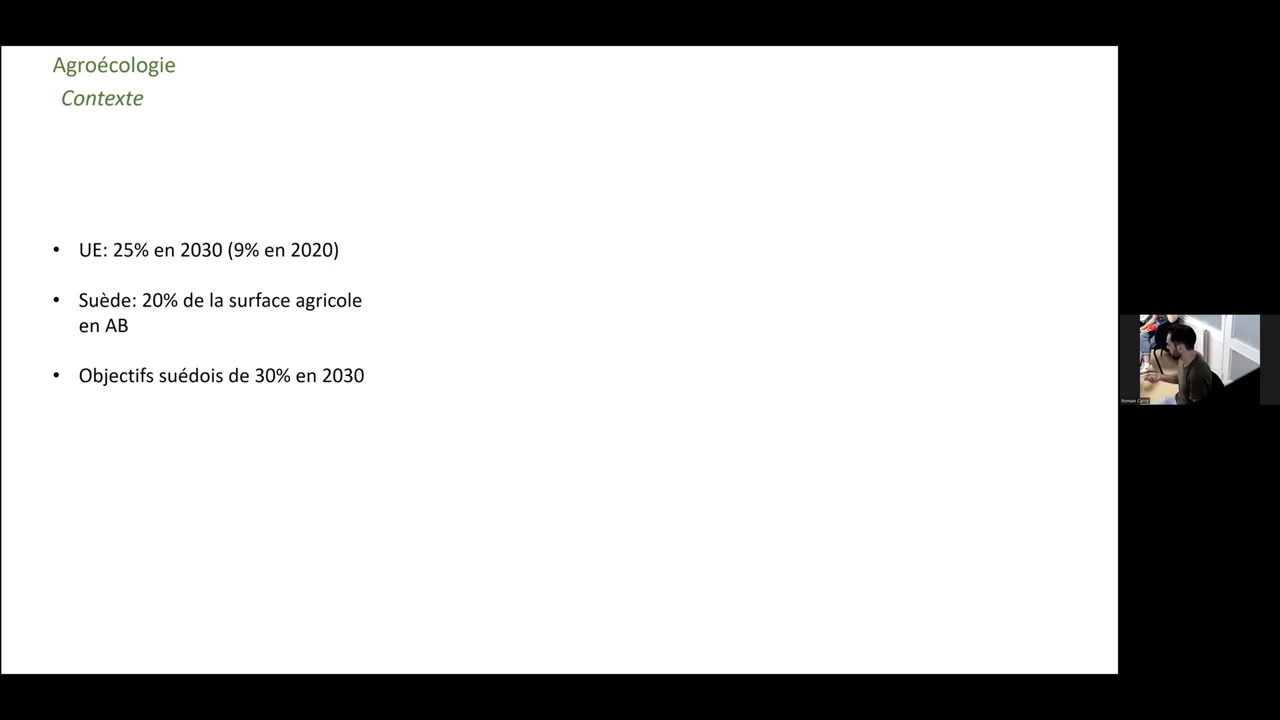 Agroécologie
Contexte
• UE: 25% en 2030 (9% en 2020)
• Suède: 20% de la surface agricole
en AB
• Objectifs suédois de 30% en 2030
Romain